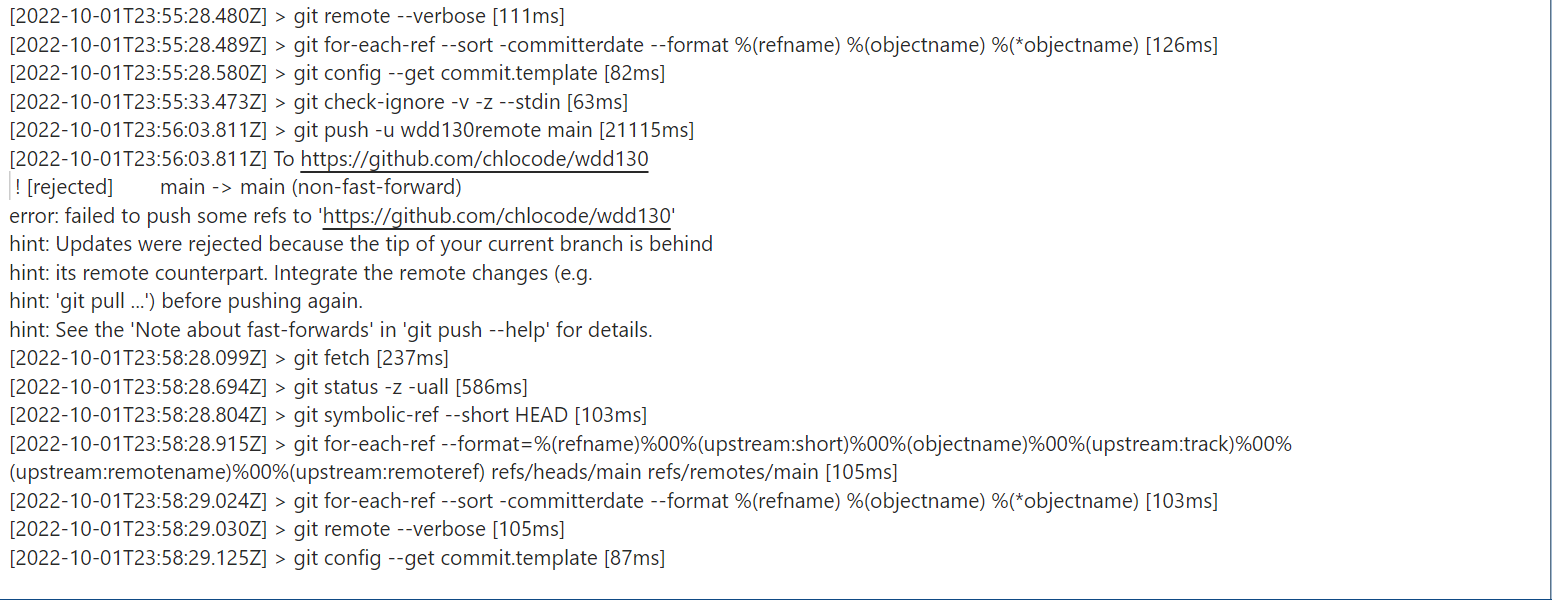 [2022-10-01T23:55:28.480Z] > git remote --verbose [111ms]
[2022-10-01T23:55:28.489Z] > git for-each-ref --sort -committerdate --format %(refname) %(objectname) %(*objectname) [126ms]
[2022-10-01T23:55:28.580Z] > git config --get commit.template [82ms]
[2022-10-01T23:55:33.473Z] > git check-ignore -v -z --stdin [63ms]
[2022-10-01T23:56:03.811Z] > git push -u wdd130remote main [21115ms]
[2022-10-01T23:56:03.811Z] To https://github.com/chlocode/wdd130
! [rejected] main -> main (non-fast-forward)
error: failed to push some refs to 'https://github.com/chlocode/wdd130'
hint: Updates were rejected because the tip of your current branch is behind
hint: its remote counterpart. Integrate the remote changes (e.g.
hint: 'git pull ...') before pushing again.
hint: See the 'Note about fast-forwards' in 'git push --help' for details.
[2022-10-01T23:58:28.099Z] > git fetch [237ms]
[2022-10-01T23:58:28.694Z] > git status -z -uall [586ms]
[2022-10-01T23:58:28.804Z] > git symbolic-ref --short HEAD [103ms]
[2022-10-01T23:58:28.915Z] > git for-each-ref --format=%(refname)%00%(upstream:short)%00%(objectname)%00%(upstream:track)%00%
(upstream:remotename)%00%(upstream:remoteref) refs/heads/main refs/remotes/main [105ms]
[2022-10-01T23:58:29.024Z] > git for-each-ref --sort -committerdate --format %(refname) %(objectname) %(*objectname) [103ms]
[2022-10-01T23:58:29.030Z] > git remote --verbose [105ms]
[2022-10-01T23:58:29.125Z] > git config --get commit.template [87ms]